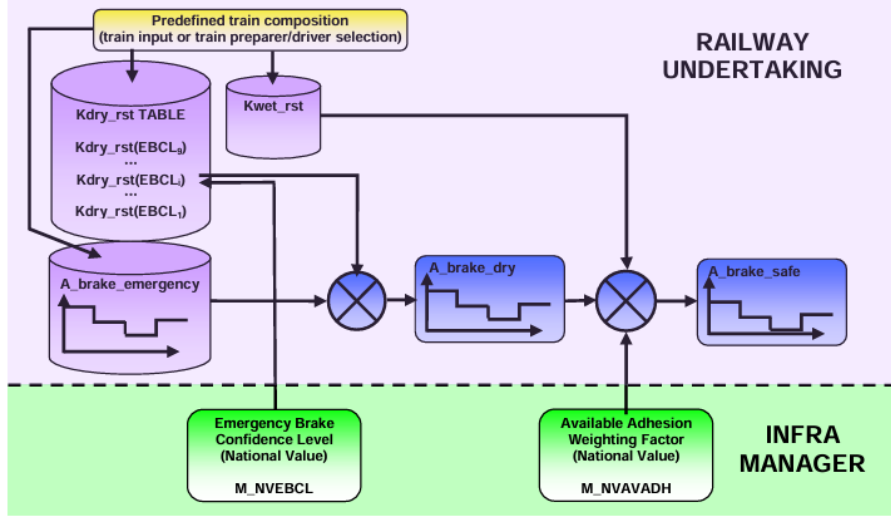 Predefined train composition
(train input or train preparer/driver selection)
RAILWAY
UNDERTAKING
Kdry_rst TABLE
Kdry_rst(EBCL₉)
...
Kdry_rst(EBCLᵢ)
...
Kdry_rst(EBCL₁)
Kwet_rst
A_brake_emergency
A_brake_dry
A_brake_safe
Emergency Brake
Confidence Level
(National Value)
M_NVEBCL
Available Adhesion
Weighting Factor
(National Value)
M_NVAVADH
INFRA
MANAGER